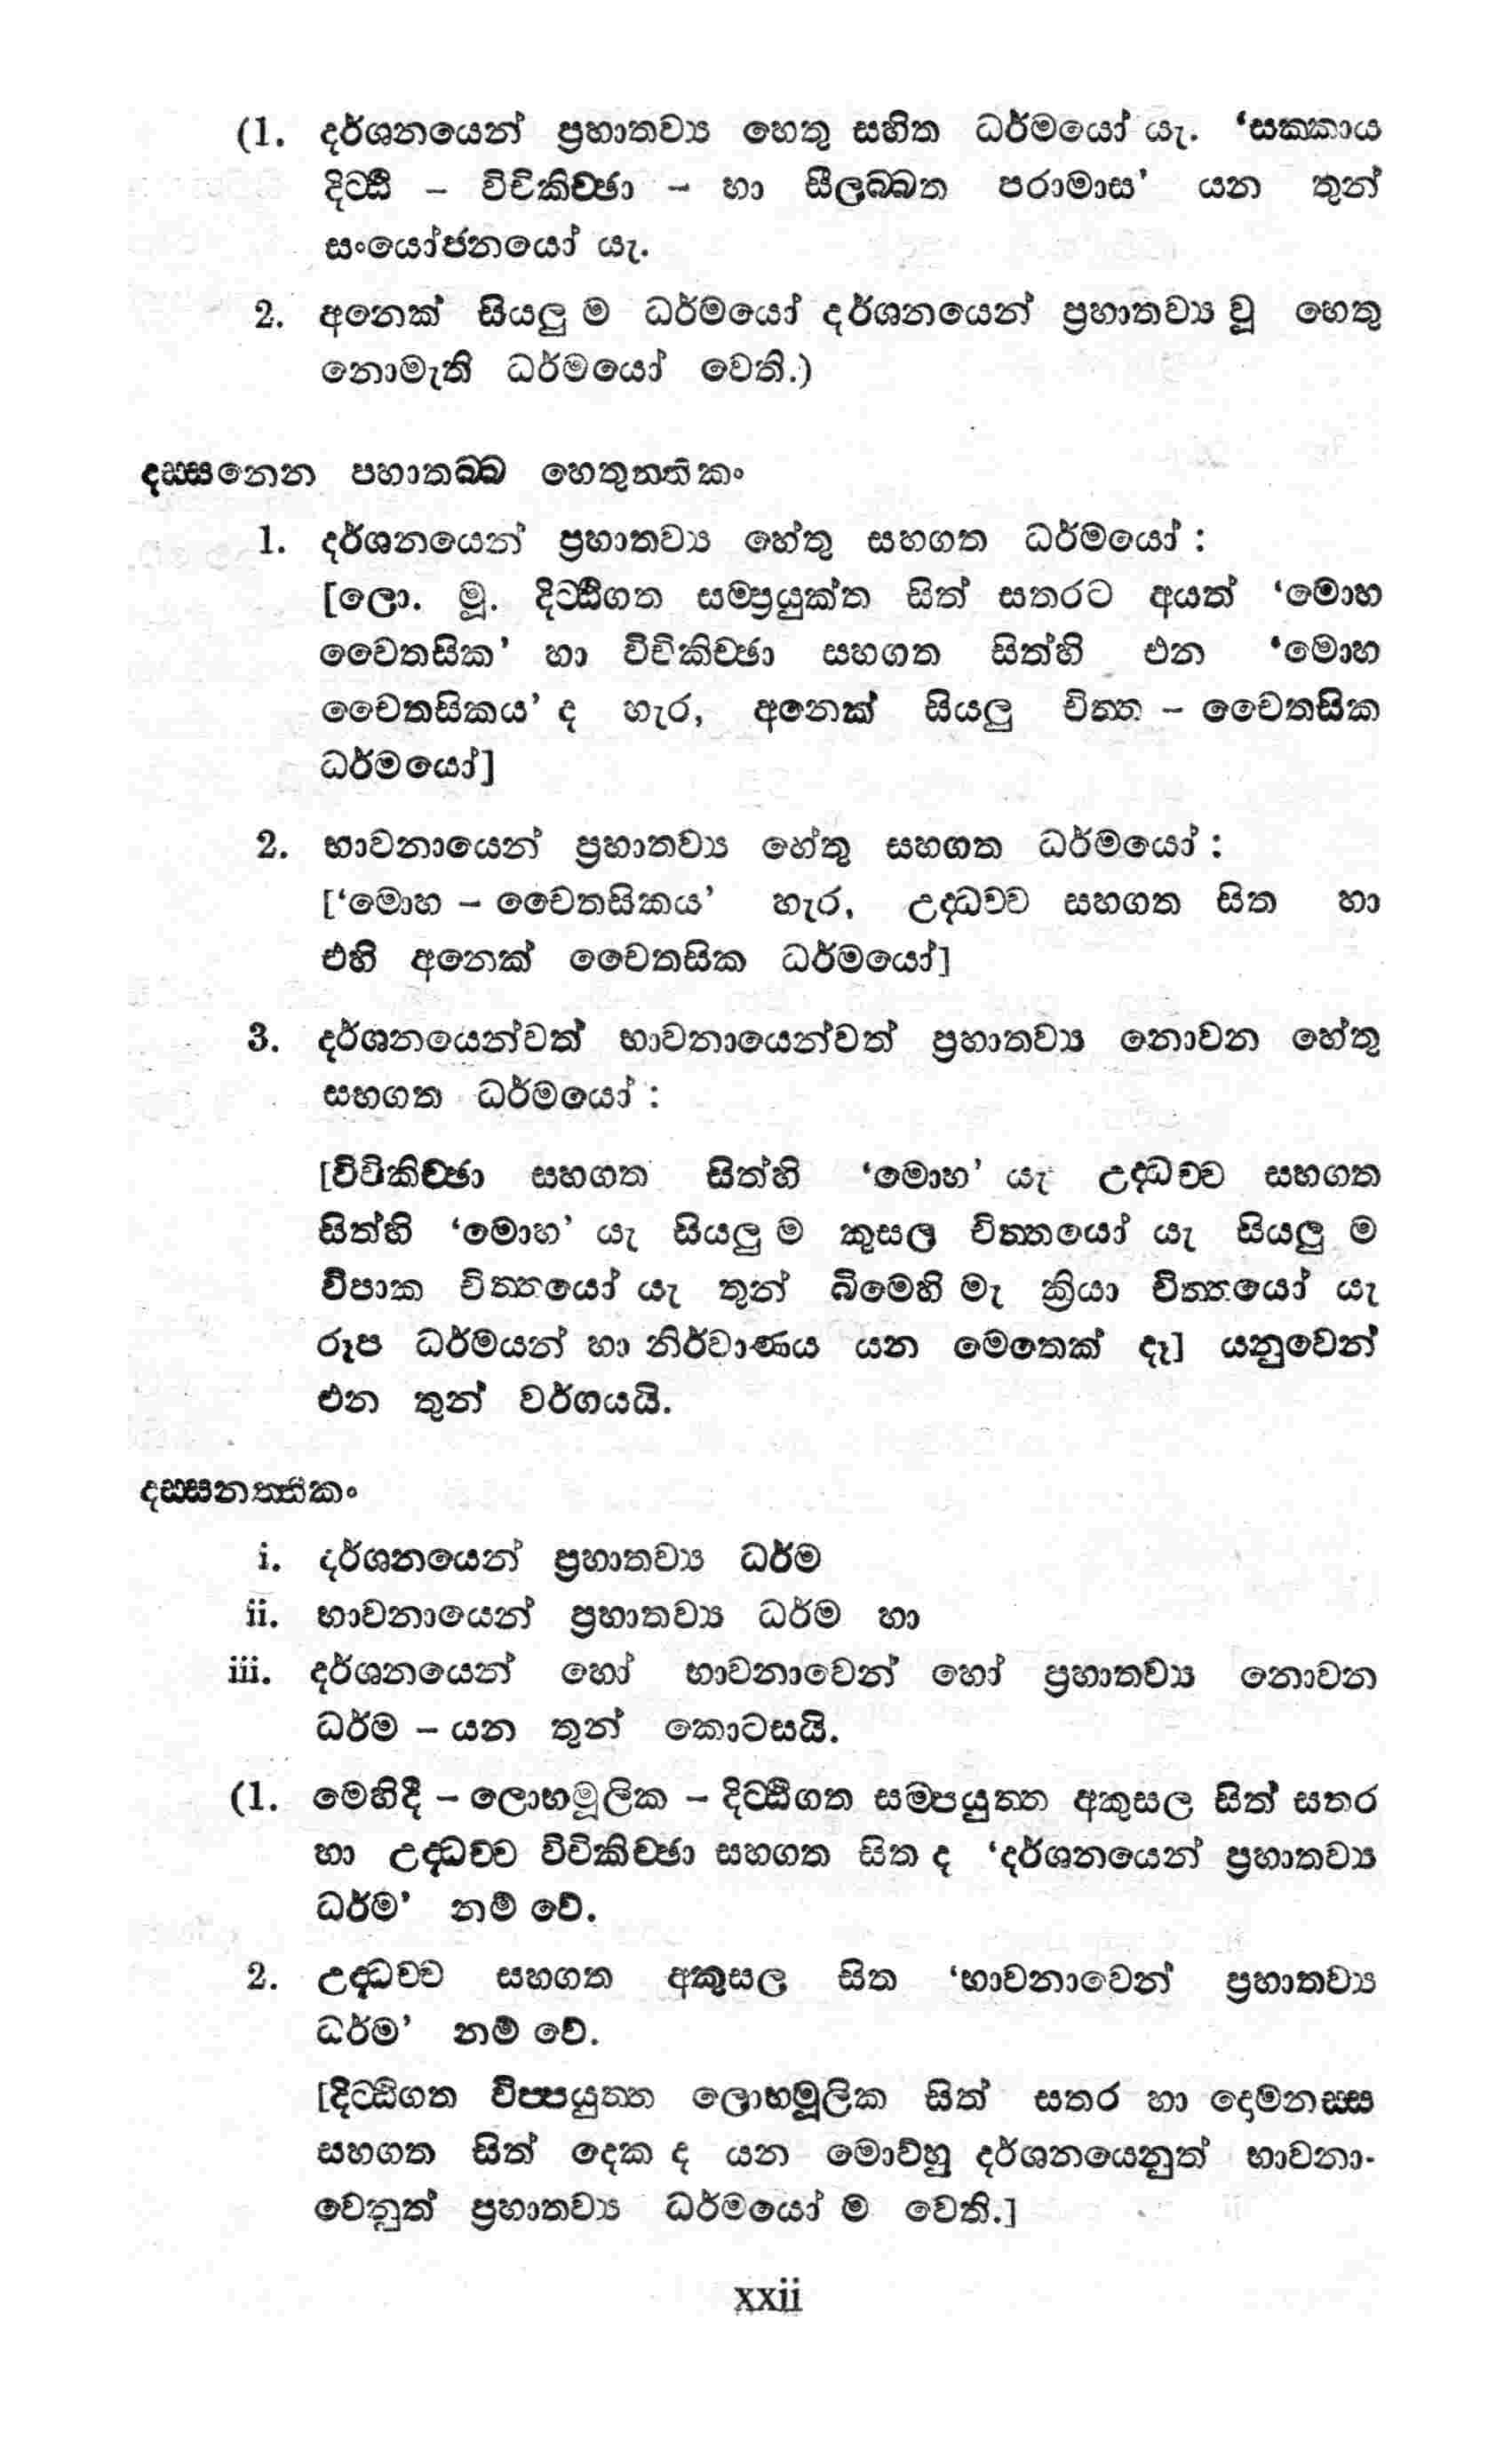 (1. දර්ශනයෙන් ප්‍රහාතව්‍ය හෙතු සහිත ධර්මයෝ යැ. ‘සක්කාය
දිට්ඨි – විචිකිච්ඡා – හා සීලබ්බත පරාමාස’ යන තුන්
සංයෝජනයෝ යැ.
2. අනෙක් සියලු ම ධර්මයෝ දර්ශනයෙන් ප්‍රහාතව්‍ය වූ හෙතු
නොමැති ධර්මයෝ වෙති.)
දස්සනෙන පහාතබ්බ හෙතුත්තිකං
1. දර්ශනයෙන් ප්‍රහාතව්‍ය හේතු සහගත ධර්මයෝ :
[ලො. මූ. දිට්ඨිගත සම්ප්‍රයුක්ත සිත් සතරට අයත් ‘මොහ
චෛතසික’ හා විචිකිච්ඡා සහගත සිත්හි එන ‘මොහ
චෛතසිකය’ ද හැර, අනෙක් සියලු චිත්ත – චෛතසික
ධර්මයෝ]
2. භාවනායෙන් ප්‍රහාතව්‍ය හේතු සහගත ධර්මයෝ :
[‘මොහ – චෛතසිකය’ හැර, උද්ධච්ච සහගත සිත හා
එහි අනෙක් චෛතසික ධර්මයෝ]
3. දර්ශනයෙන්වත් භාවනායෙන්වත් ප්‍රහාතව්‍ය නොවන හේතු
සහගත ධර්මයෝ :
[විචිකිච්ඡා සහගත සිත්හි ‘මොහ’ යැ උද්ධච්ච සහගත
සිත්හි ‘මොහ’ යැ සියලු ම කුසල චිත්තයෝ යැ සියලු ම
විපාක චිත්තයෝ යැ තුන් බිමෙහි මැ ක්‍රියා චිත්තයෝ යැ
රූප ධර්මයන් හා නිර්වාණය යන මෙතෙක් දෑ] යනුවෙන්
එන තුන් වර්ගයයි.
දස්සනත්තිකං
i. දර්ශනයෙන් ප්‍රහාතව්‍ය ධර්ම
ii. භාවනායෙන් ප්‍රහාතව්‍ය ධර්ම හා
iii. දර්ශනයෙන් හෝ භාවනාවෙන් හෝ ප්‍රහාතව්‍ය නොවන
ධර්ම – යන තුන් කොටසයි.
(1. මෙහිදී – ලොභමූලික – දිට්ඨිගත සම්පයුත්ත අකුසල සිත් සතර
හා උද්ධච්ච විචිකිච්ඡා සහගත සිත ද ‘දර්ශනයෙන් ප්‍රහාතව්‍ය
ධර්ම’ නම් වේ.
2. උද්ධච්ච සහගත අකුසල සිත ‘භාවනාවෙන් ප්‍රහාතව්‍ය
ධර්ම’ නම් වේ.
[දිට්ඨිගත විප්පයුත්ත ලොභමූලික සිත් සතර හා දොමනස්ස
සහගත සිත් දෙක ද යන මොව්හු දර්ශනයෙනුත් භාවනා-
වෙනුත් ප්‍රහාතව්‍ය ධර්මයෝ ම වෙති.]
xxii